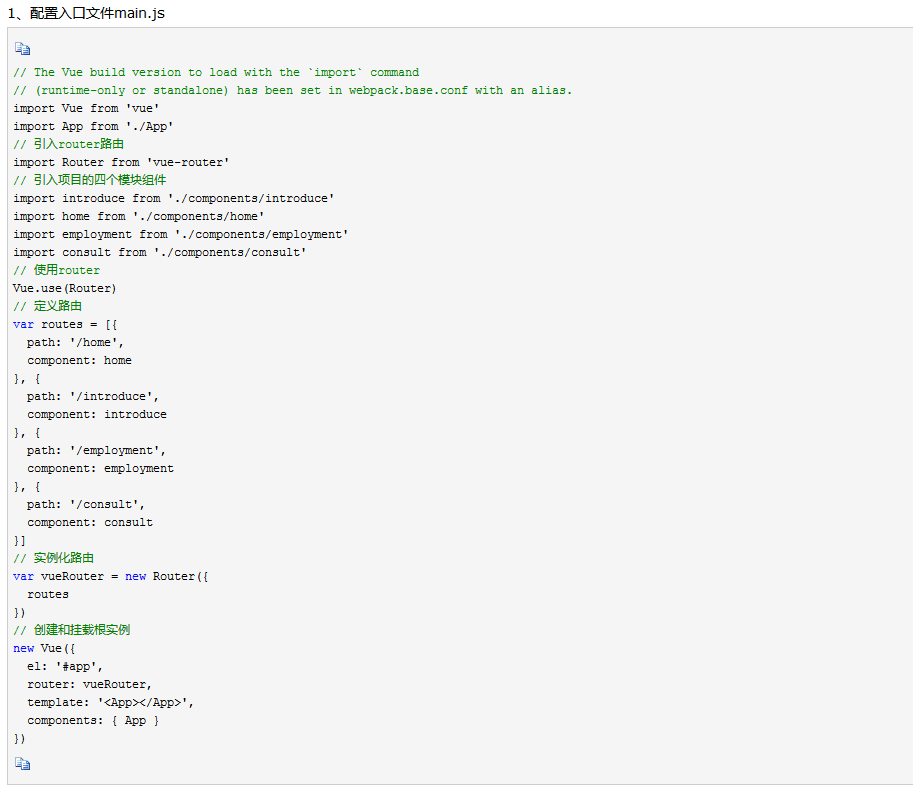 1、配置入口文件main.js
// The Vue build version to load with the `import` command
// (runtime-only or standalone) has been set in webpack.base.conf with an alias.
import Vue from 'vue'
import App from './App'
// 引入router路由
import Router from 'vue-router'
// 引入项目的四个模块组件
import introduce from './components/introduce'
import home from './components/home'
import employment from './components/employment'
import consult from './components/consult'
// 使用router
Vue.use(Router)
// 定义路由
var routes = [{
  path: '/home',
  component: home
}, {
  path: '/introduce',
  component: introduce
}, {
  path: '/employment',
  component: employment
}, {
  path: '/consult',
  component: consult
}]
// 实例化路由
var vueRouter = new Router({
  routes
})
// 创建和挂载根实例
new Vue({
  el: '#app',
  router: vueRouter,
  template: '<App></App>',
  components: { App }
})